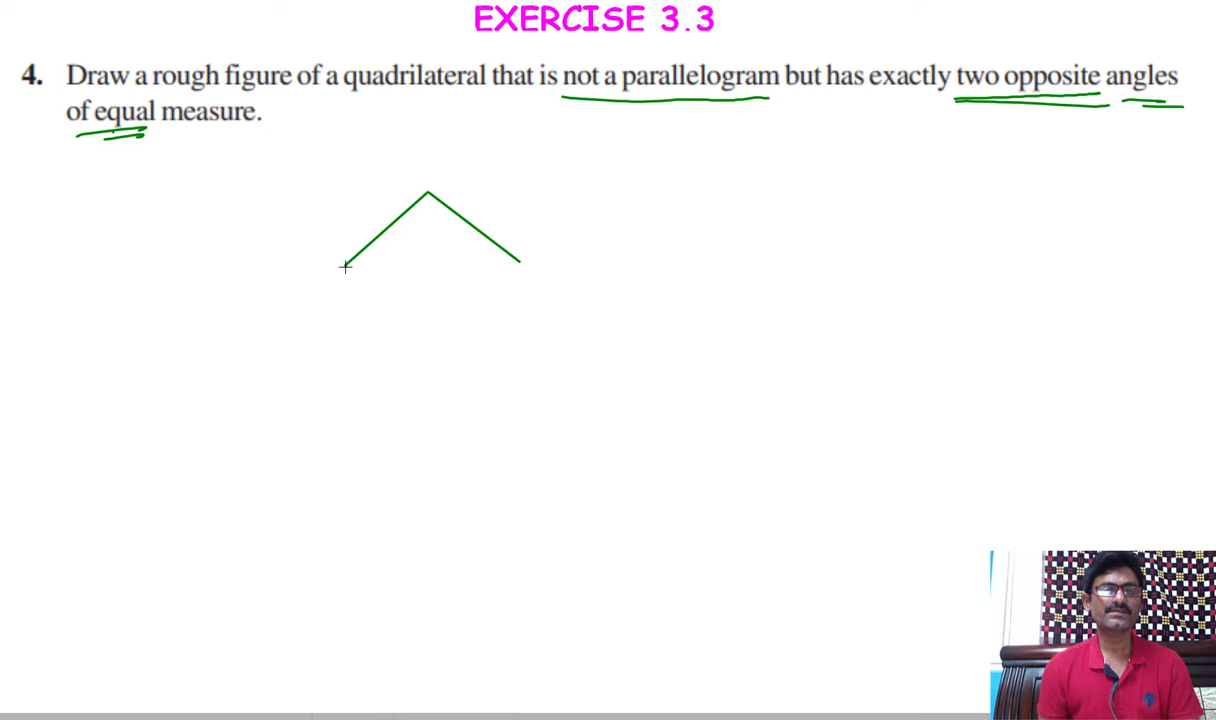 EXERCISE 3.3
4. Draw a rough figure of a quadrilateral that is not a parallelogram but has exactly two opposite angles
of equal measure.